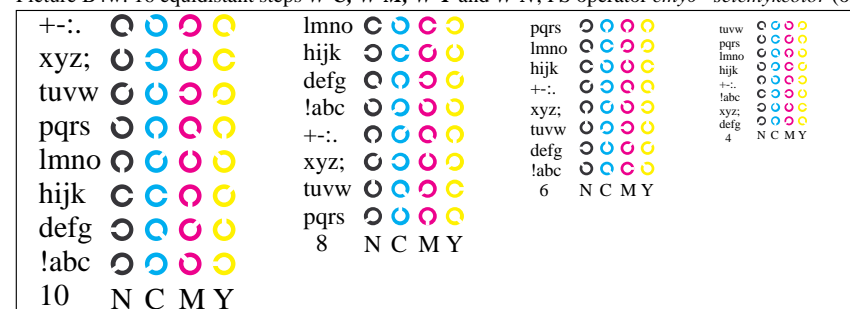 +-:.
xyz;
tuvw
pqrs
lmno
hijk
defg
!abc
10 N C M Y
lmno
hijk
defg
!abc
+-:.
xyz;
tuvw
pqrs
8 N C M Y
pqrs
lmno
hijk
+-:.
xyz;
tuvw
defg
!abc
6 N C M Y
tuvw
pqrs
lmno
hijk
+-:.
!abc
xyz;
defg
4 N C M Y